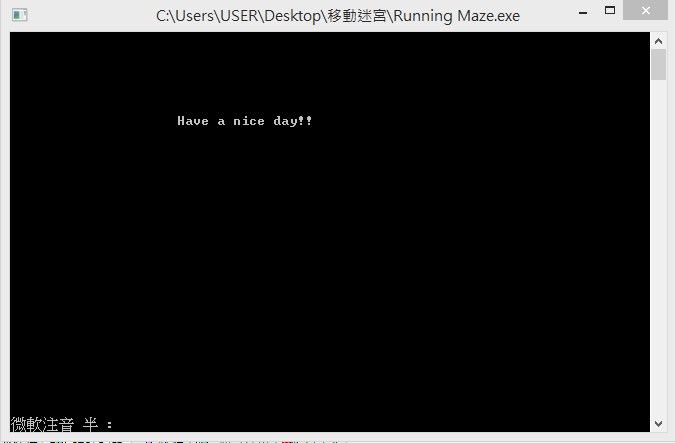 C:\Users\USER\Desktop\移動迷宮\Running Maze.exe
Have a nice day!!
微軟注音 半 :